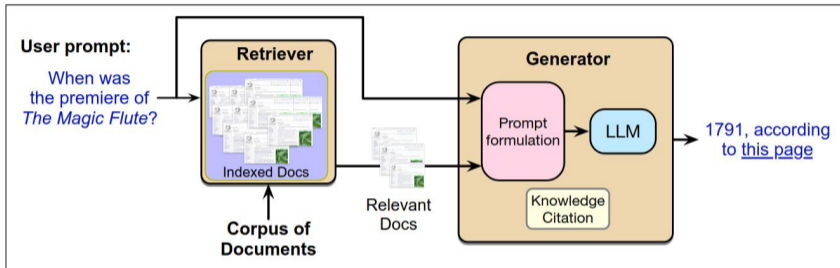 User prompt:
When was
the premiere of
The Magic Flute?
Retriever
Indexed Docs
Corpus of
Documents
Relevant
Docs
Generator
Prompt
formulation
LLM
Knowledge
Citation
1791, according
to this page